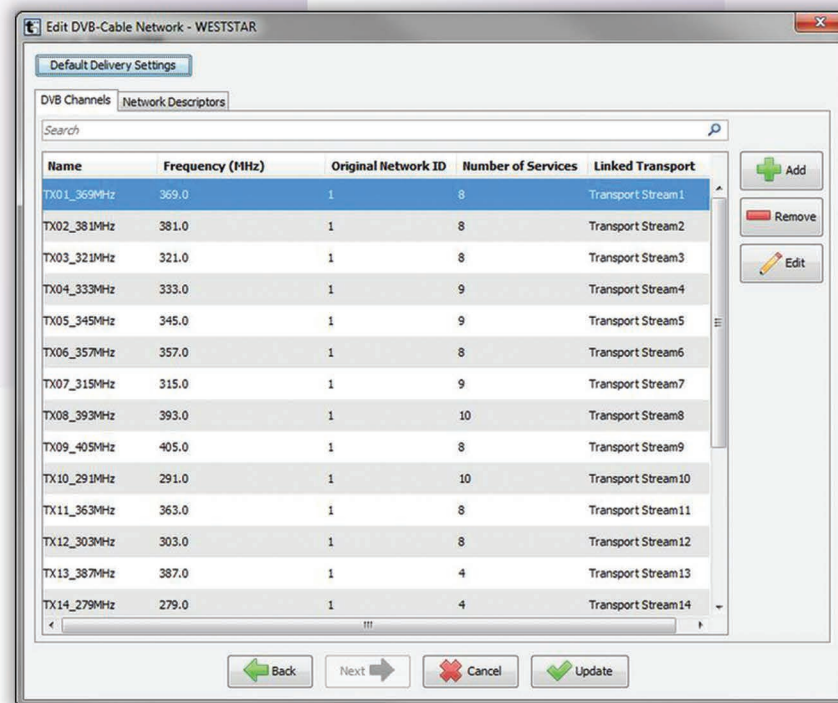 t Edit DVB-Cable Network - WESTSTAR
Default Delivery Settings
DVB Channels Network Descriptors
Search
Name Frequency (MHz) Original Network ID Number of Services Linked Transport
TX01_369MHz 369.0 1 8 Transport Stream1
TX02_381MHz 381.0 1 8 Transport Stream2
TX03_321MHz 321.0 1 8 Transport Stream3
TX04_333MHz 333.0 1 9 Transport Stream4
TX05_345MHz 345.0 1 9 Transport Stream5
TX06_357MHz 357.0 1 8 Transport Stream6
TX07_315MHz 315.0 1 9 Transport Stream7
TX08_393MHz 393.0 1 10 Transport Stream8
TX09_405MHz 405.0 1 8 Transport Stream9
TX10_291MHz 291.0 1 10 Transport Stream10
TX11_363MHz 363.0 1 8 Transport Stream11
TX12_303MHz 303.0 1 8 Transport Stream12
TX13_387MHz 387.0 1 4 Transport Stream13
TX14_279MHz 279.0 1 4 Transport Stream14
Add
Remove
Edit
Back Next Cancel Update